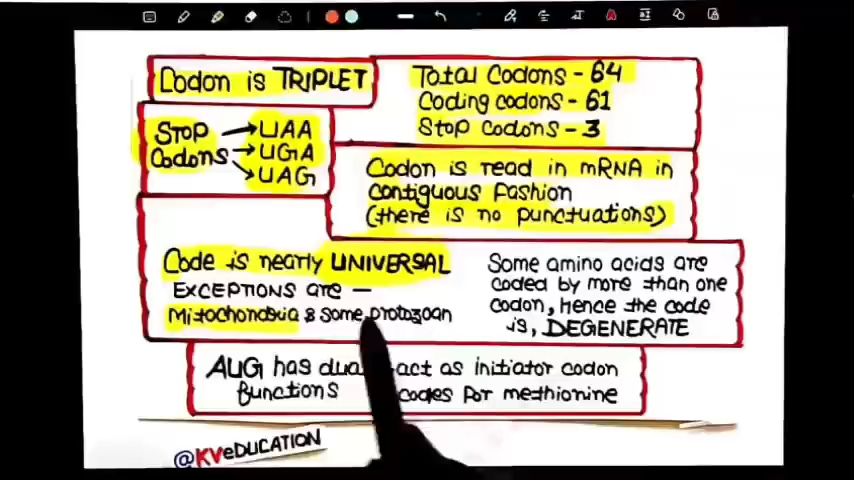 Codon is TRIPLET
Total Codons - 64
Coding codons - 61
Stop codons - 3
STOP Codons
UAA
UGA
UAG
Codon is read in mRNA in
contiguous fashion
(there is no punctuations)
Code is nearly UNIVERSAL
EXCEPTIONS are —
Mitochondria & some protozoan
Some amino acids are
coded by more than one
codon, hence the code
is, DEGENERATE
AUG has dual act as initiator codon
functions codes for methionine
@KVeDUCATION